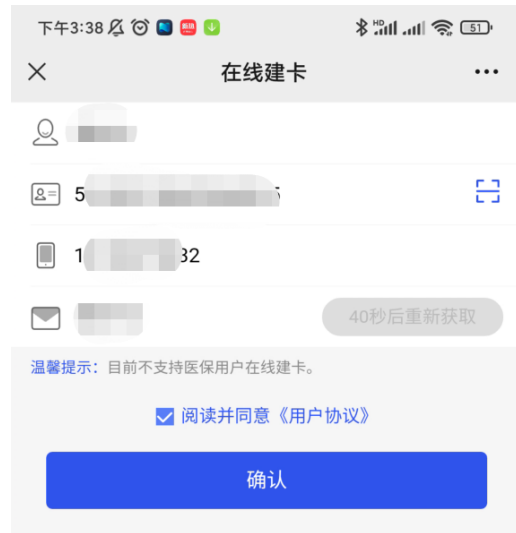 下午3:38 HD 51
在线建卡
5 5
1 32
40秒后重新获取
温馨提示：目前不支持医保用户在线建卡。
阅读并同意《用户协议》
确认